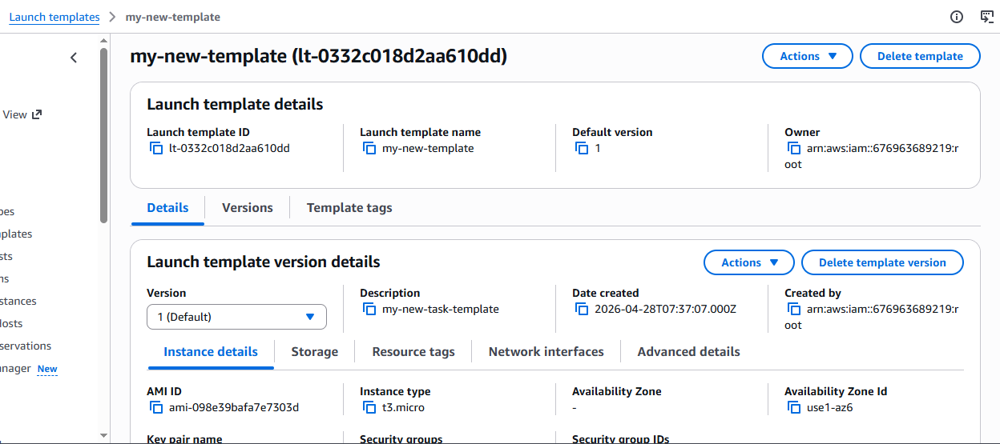 Launch templates > my-new-template
my-new-template (lt-0332c018d2aa610dd)
Actions
Delete template
View
pes
nplates
sts
ns
stances
Hosts
servations
anager New
Launch template details
Launch template ID
lt-0332c018d2aa610dd
Launch template name
my-new-template
Default version
1
Owner
arn:aws:iam::676963689219:r
oot
Details
Versions
Template tags
Launch template version details
Actions
Delete template version
Version
1 (Default)
Description
my-new-task-template
Date created
2026-04-28T07:37:07.000Z
Created by
arn:aws:iam::676963689219:r
oot
Instance details
Storage
Resource tags
Network interfaces
Advanced details
AMI ID
ami-098e39bafa7e7303d
Instance type
t3.micro
Availability Zone
-
Availability Zone Id
use1-az6
Key pair name
Security groups
Security group IDs